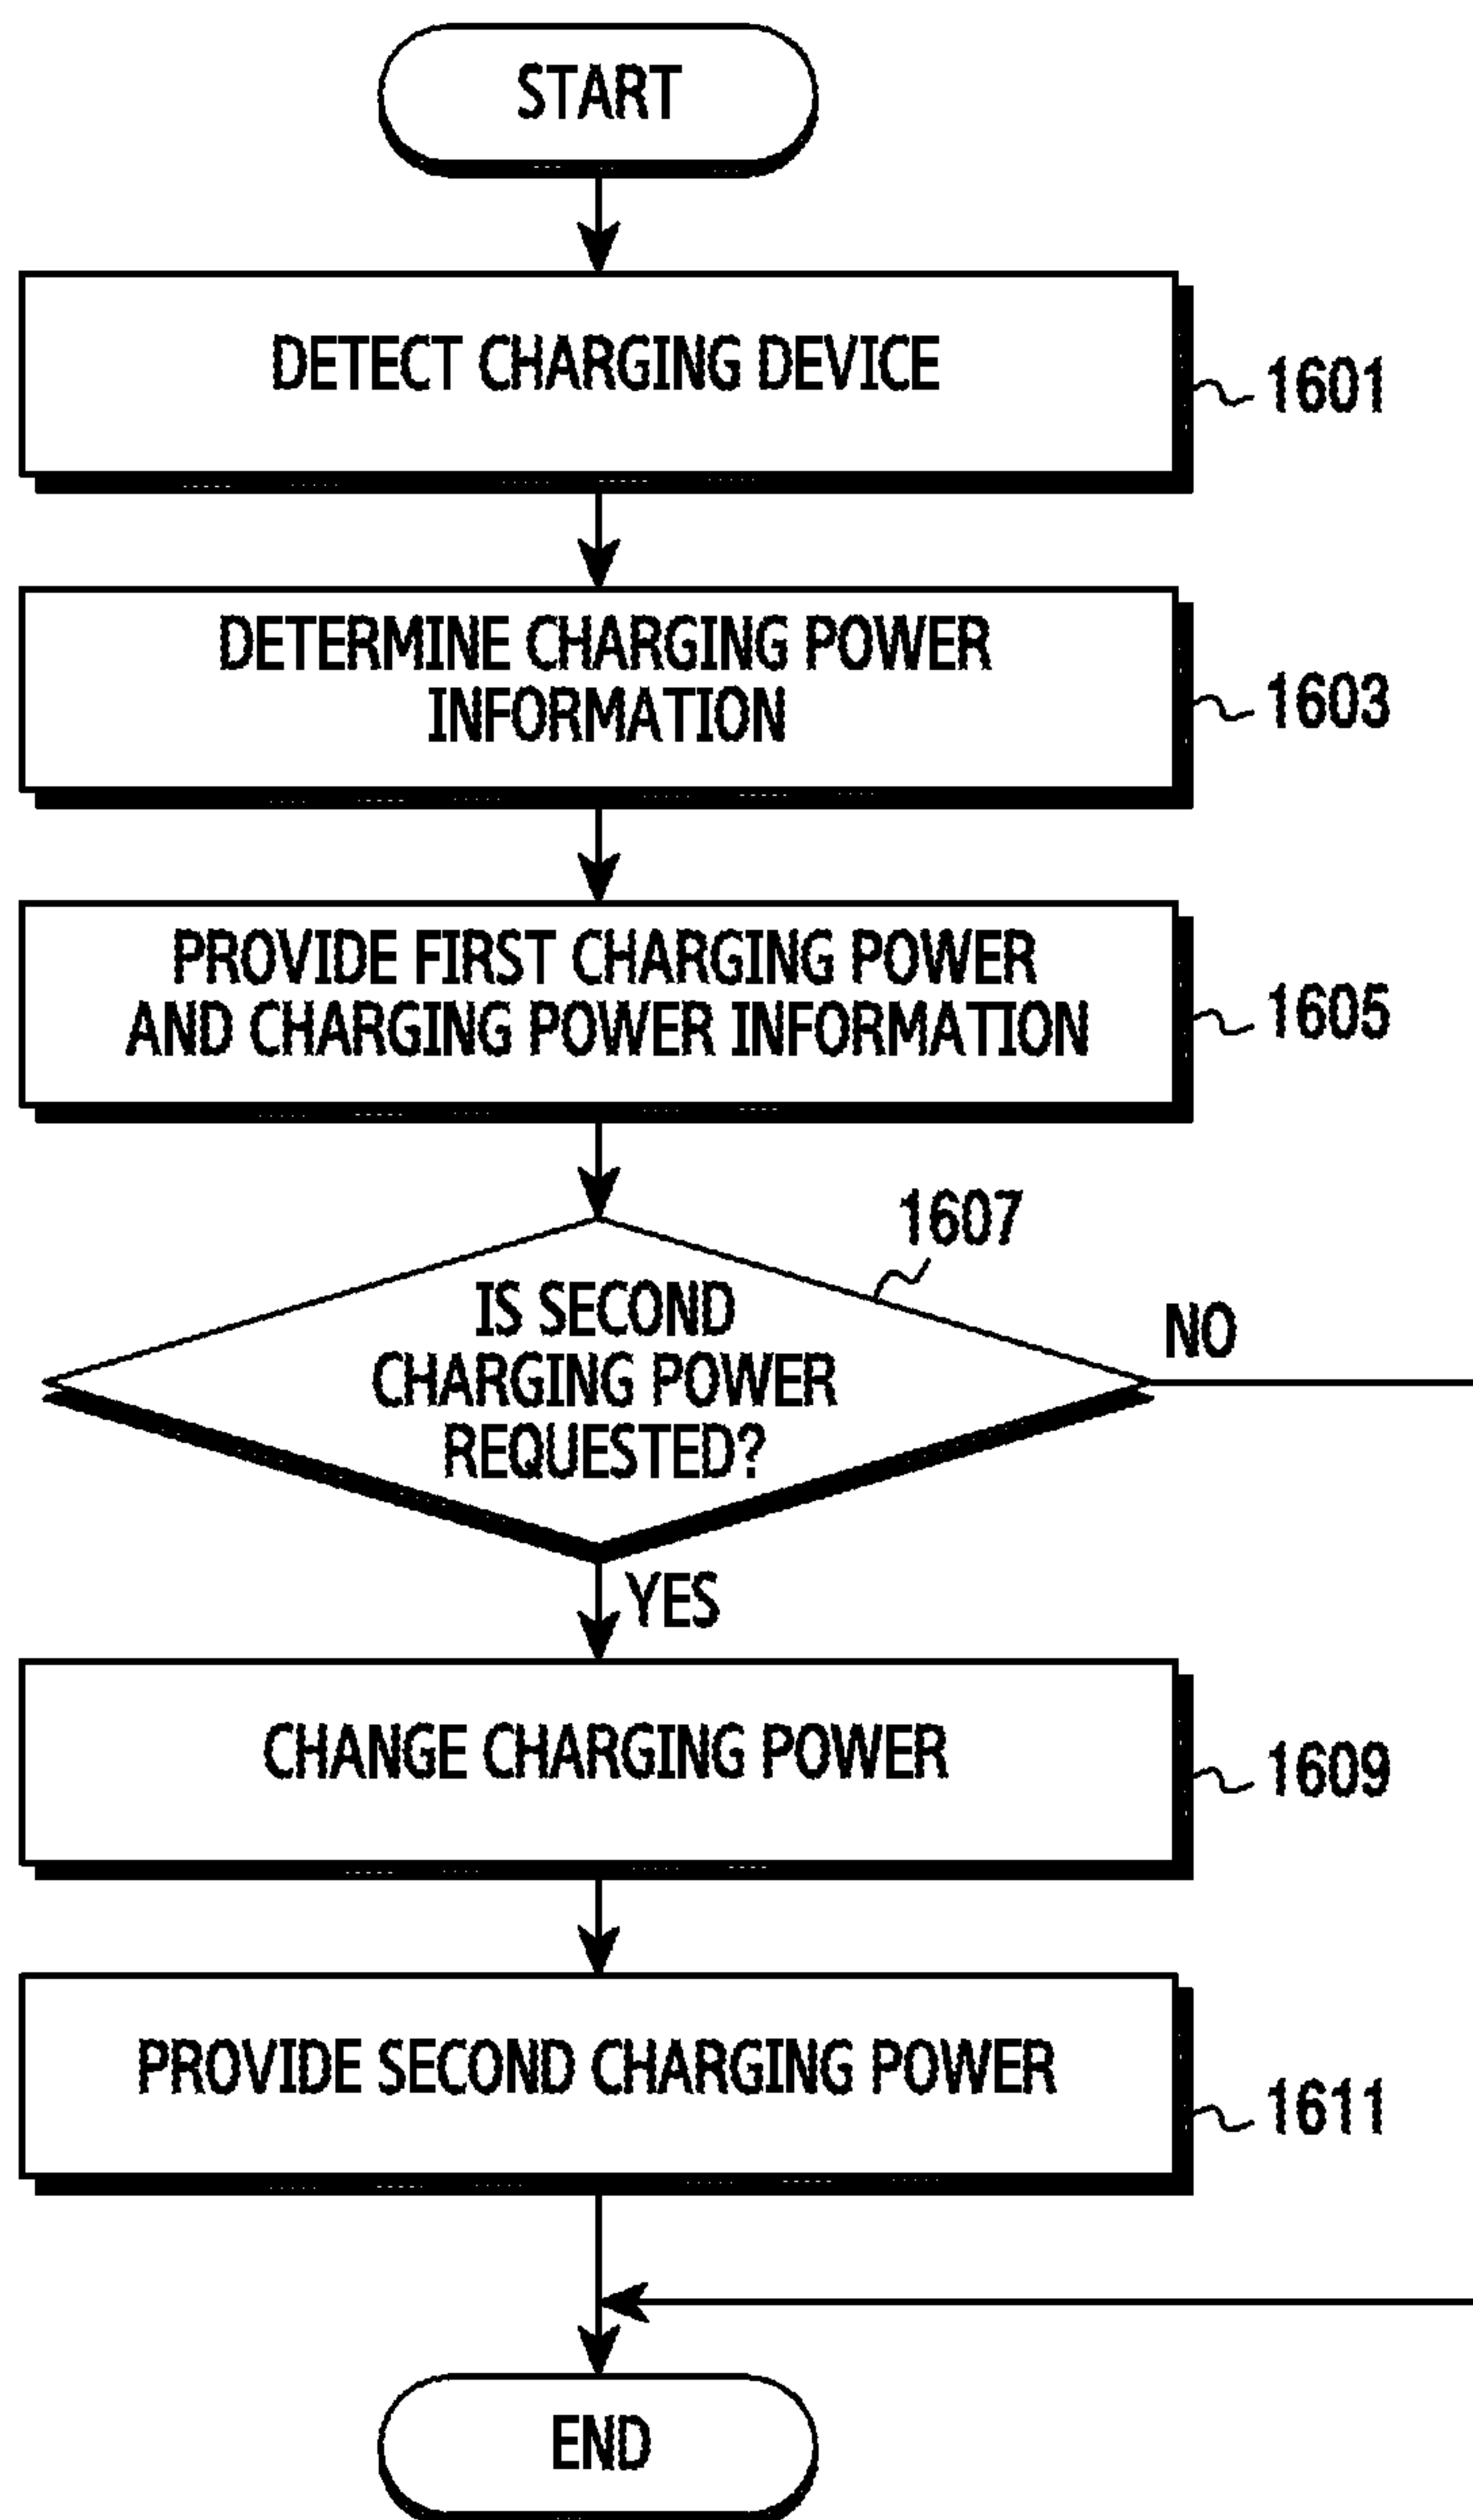 START
DETECT CHARGING DEVICE
1601
DETERMINE CHARGING POWER
INFORMATION
1603
PROVIDE FIRST CHARGING POWER
AND CHARGING POWER INFORMATION
1605
1607
IS SECOND
CHARGING POWER
REQUESTED?
NO
YES
CHANGE CHARGING POWER
1609
PROVIDE SECOND CHARGING POWER
1611
END